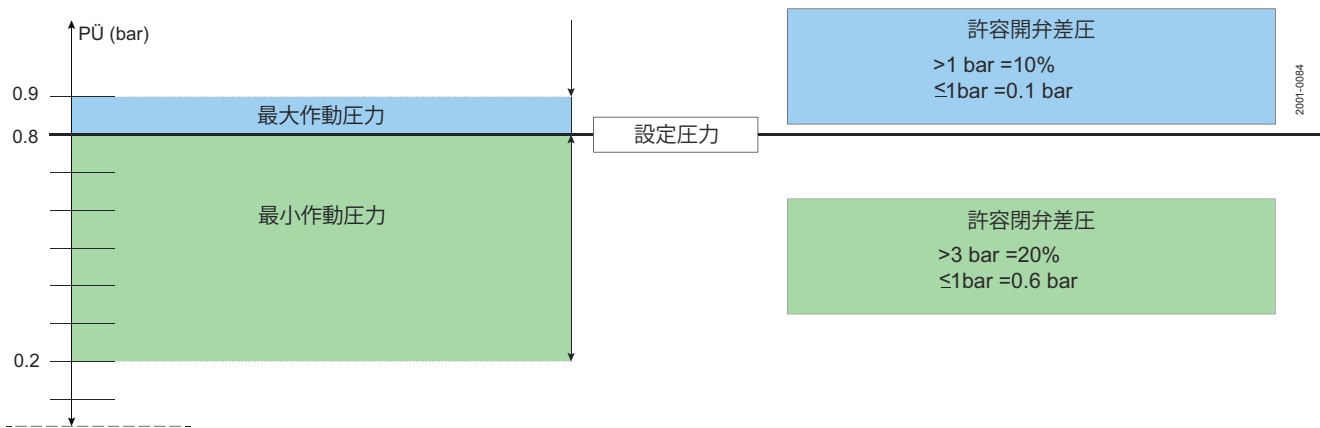 PÜ (bar)
0.9
最大作動圧力
0.8
設定圧力
最小作動圧力
0.2
許容開弁差圧
>1 bar =10%
≤1bar =0.1 bar
許容閉弁差圧
>3 bar =20%
≤1bar =0.6 bar
2001-0084